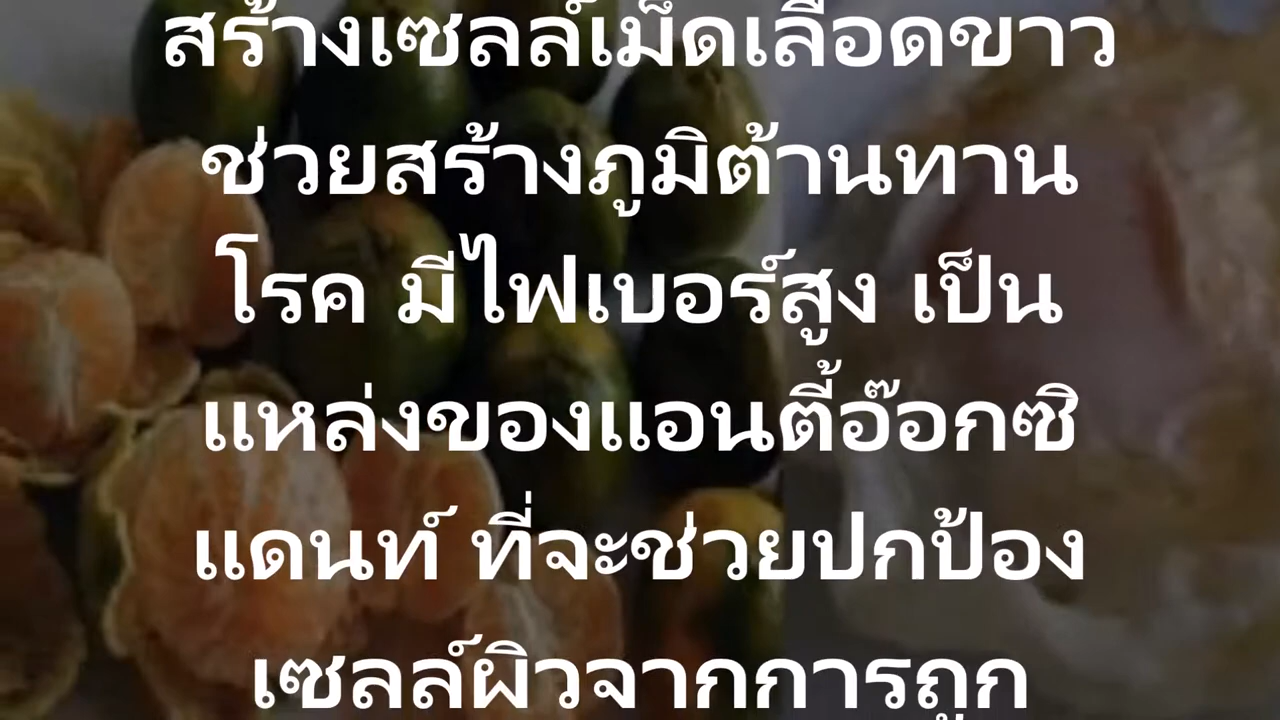 สร้างเซลล์เม็ดเลือดขาว
ช่วยสร้างภูมิต้านทาน
โรค มีไฟเบอร์สูง เป็น
แหล่งของแอนตี้อ๊อกซิ
แดนท์ ที่จะช่วยปกป้อง
เซลล์ผิวจากการถูก